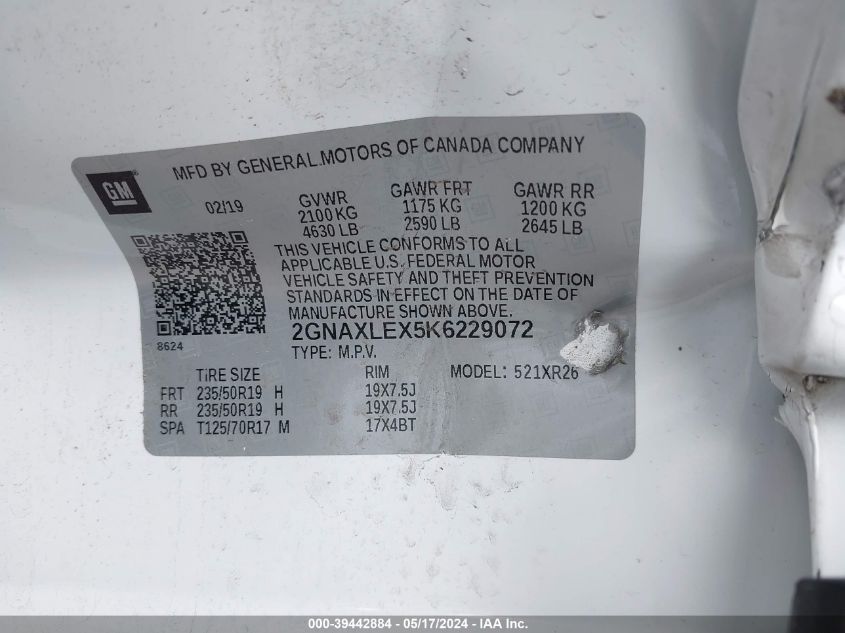 MFD BY GENERAL MOTORS OF CANADA COMPANY
GM
02/19
GVWR
2100 KG
4630 LB
GAWR FRT
1175 KG
2590 LB
GAWR RR
1200 KG
2645 LB
THIS VEHICLE CONFORMS TO ALL
APPLICABLE U.S. FEDERAL MOTOR
VEHICLE SAFETY AND THEFT PREVENTION
STANDARDS IN EFFECT ON THE DATE OF
MANUFACTURE SHOWN ABOVE.
8624
2GNAXLEX5K6229072
TYPE: M.P.V.
TIRE SIZE RIM MODEL: 521XR26
FRT 235/50R19 H 19X7.5J
RR 235/50R19 H 19X7.5J
SPA T125/70R17 M 17X4BT
000-39442884 - 05/17/2024 - IAA Inc.